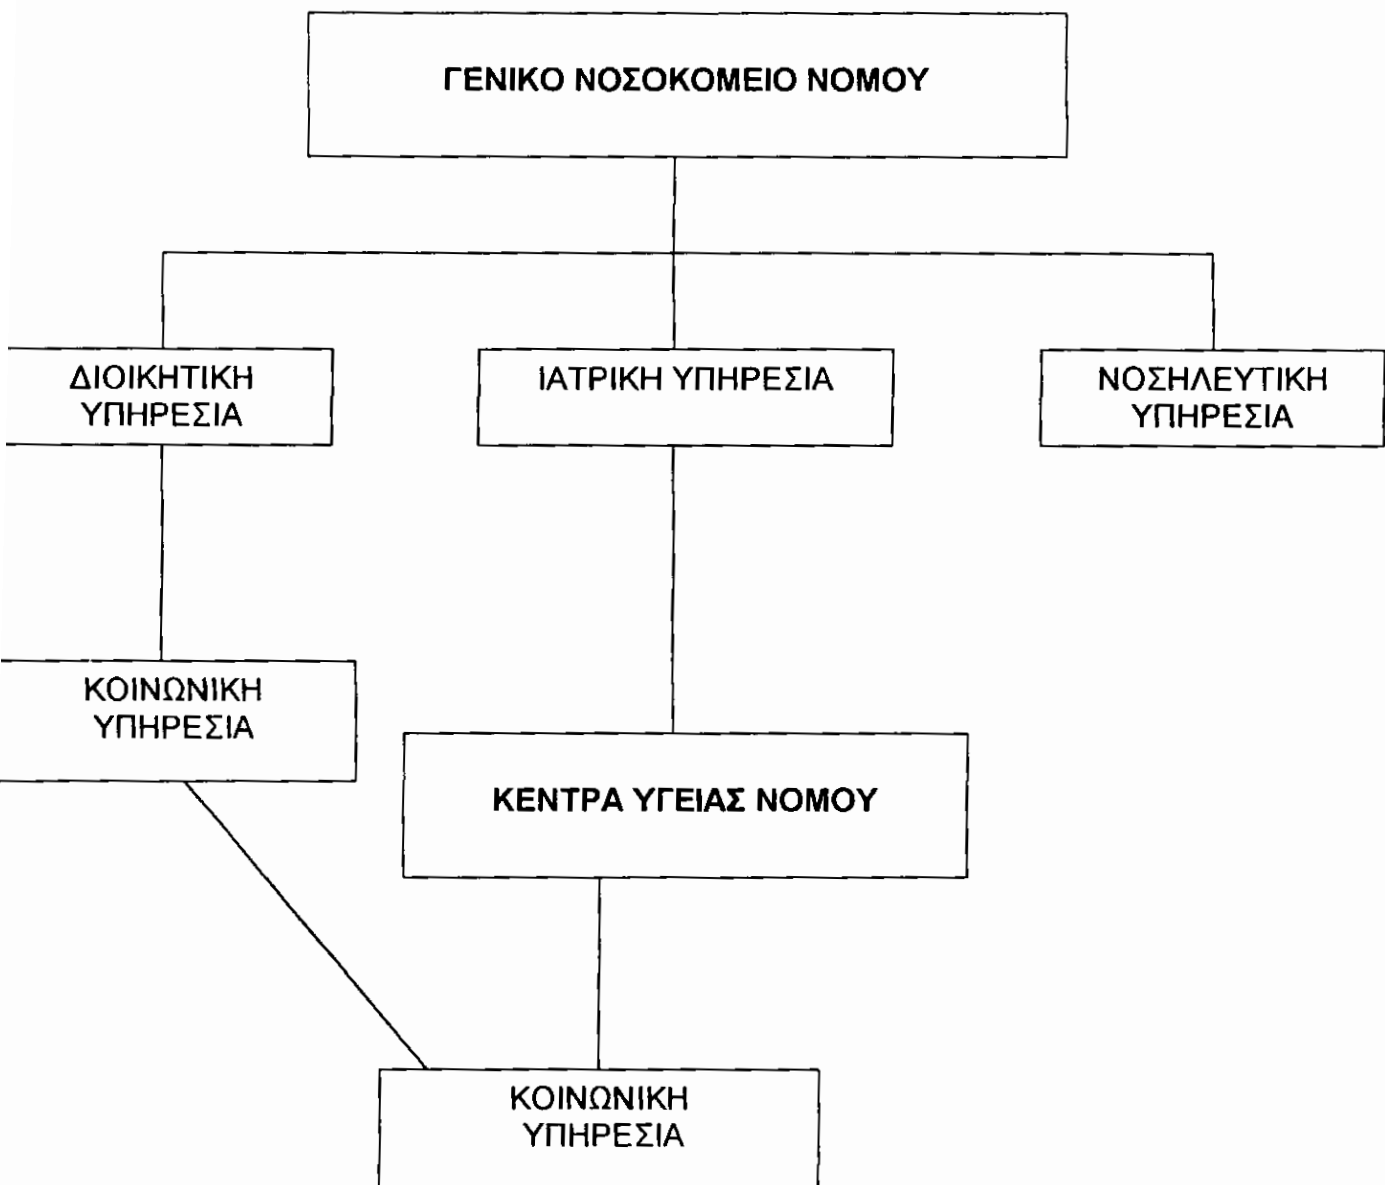 ΓΕΝΙΚΟ ΝΟΣΟΚΟΜΕΙΟ ΝΟΜΟΥ
ΔΙΟΙΚΗΤΙΚΗ
ΥΠΗΡΕΣΙΑ
ΙΑΤΡΙΚΗ ΥΠΗΡΕΣΙΑ
ΝΟΣΗΛΕΥΤΙΚΗ
ΥΠΗΡΕΣΙΑ
ΚΟΙΝΩΝΙΚΗ
ΥΠΗΡΕΣΙΑ
ΚΕΝΤΡΑ ΥΓΕΙΑΣ ΝΟΜΟΥ
ΚΟΙΝΩΝΙΚΗ
ΥΠΗΡΕΣΙΑ